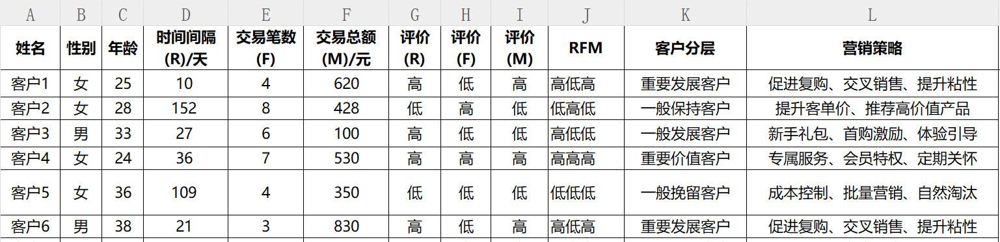 A B C D E F G H I J K L
姓名 性别 年龄 时间间隔(R)/天 交易笔数(F) 交易总额(M)/元 评价(R) 评价(F) 评价(M) RFM 客户分层 营销策略
客户1 女 25 10 4 620 高 低 高 高低高 重要发展客户 促进复购、交叉销售、提升粘性
客户2 女 28 152 8 428 低 高 低 低高低 一般保持客户 提升客单价、推荐高价值产品
客户3 男 33 27 6 100 高 低 低 高低低 一般发展客户 新手礼包、首购激励、体验引导
客户4 女 24 36 7 530 高 高 高 高高高 重要价值客户 专属服务、会员特权、定期关怀
客户5 女 36 109 4 350 低 低 低 低低低 一般挽留客户 成本控制、批量营销、自然淘汰
客户6 男 38 21 3 830 高 低 高 高低高 重要发展客户 促进复购、交叉销售、提升粘性